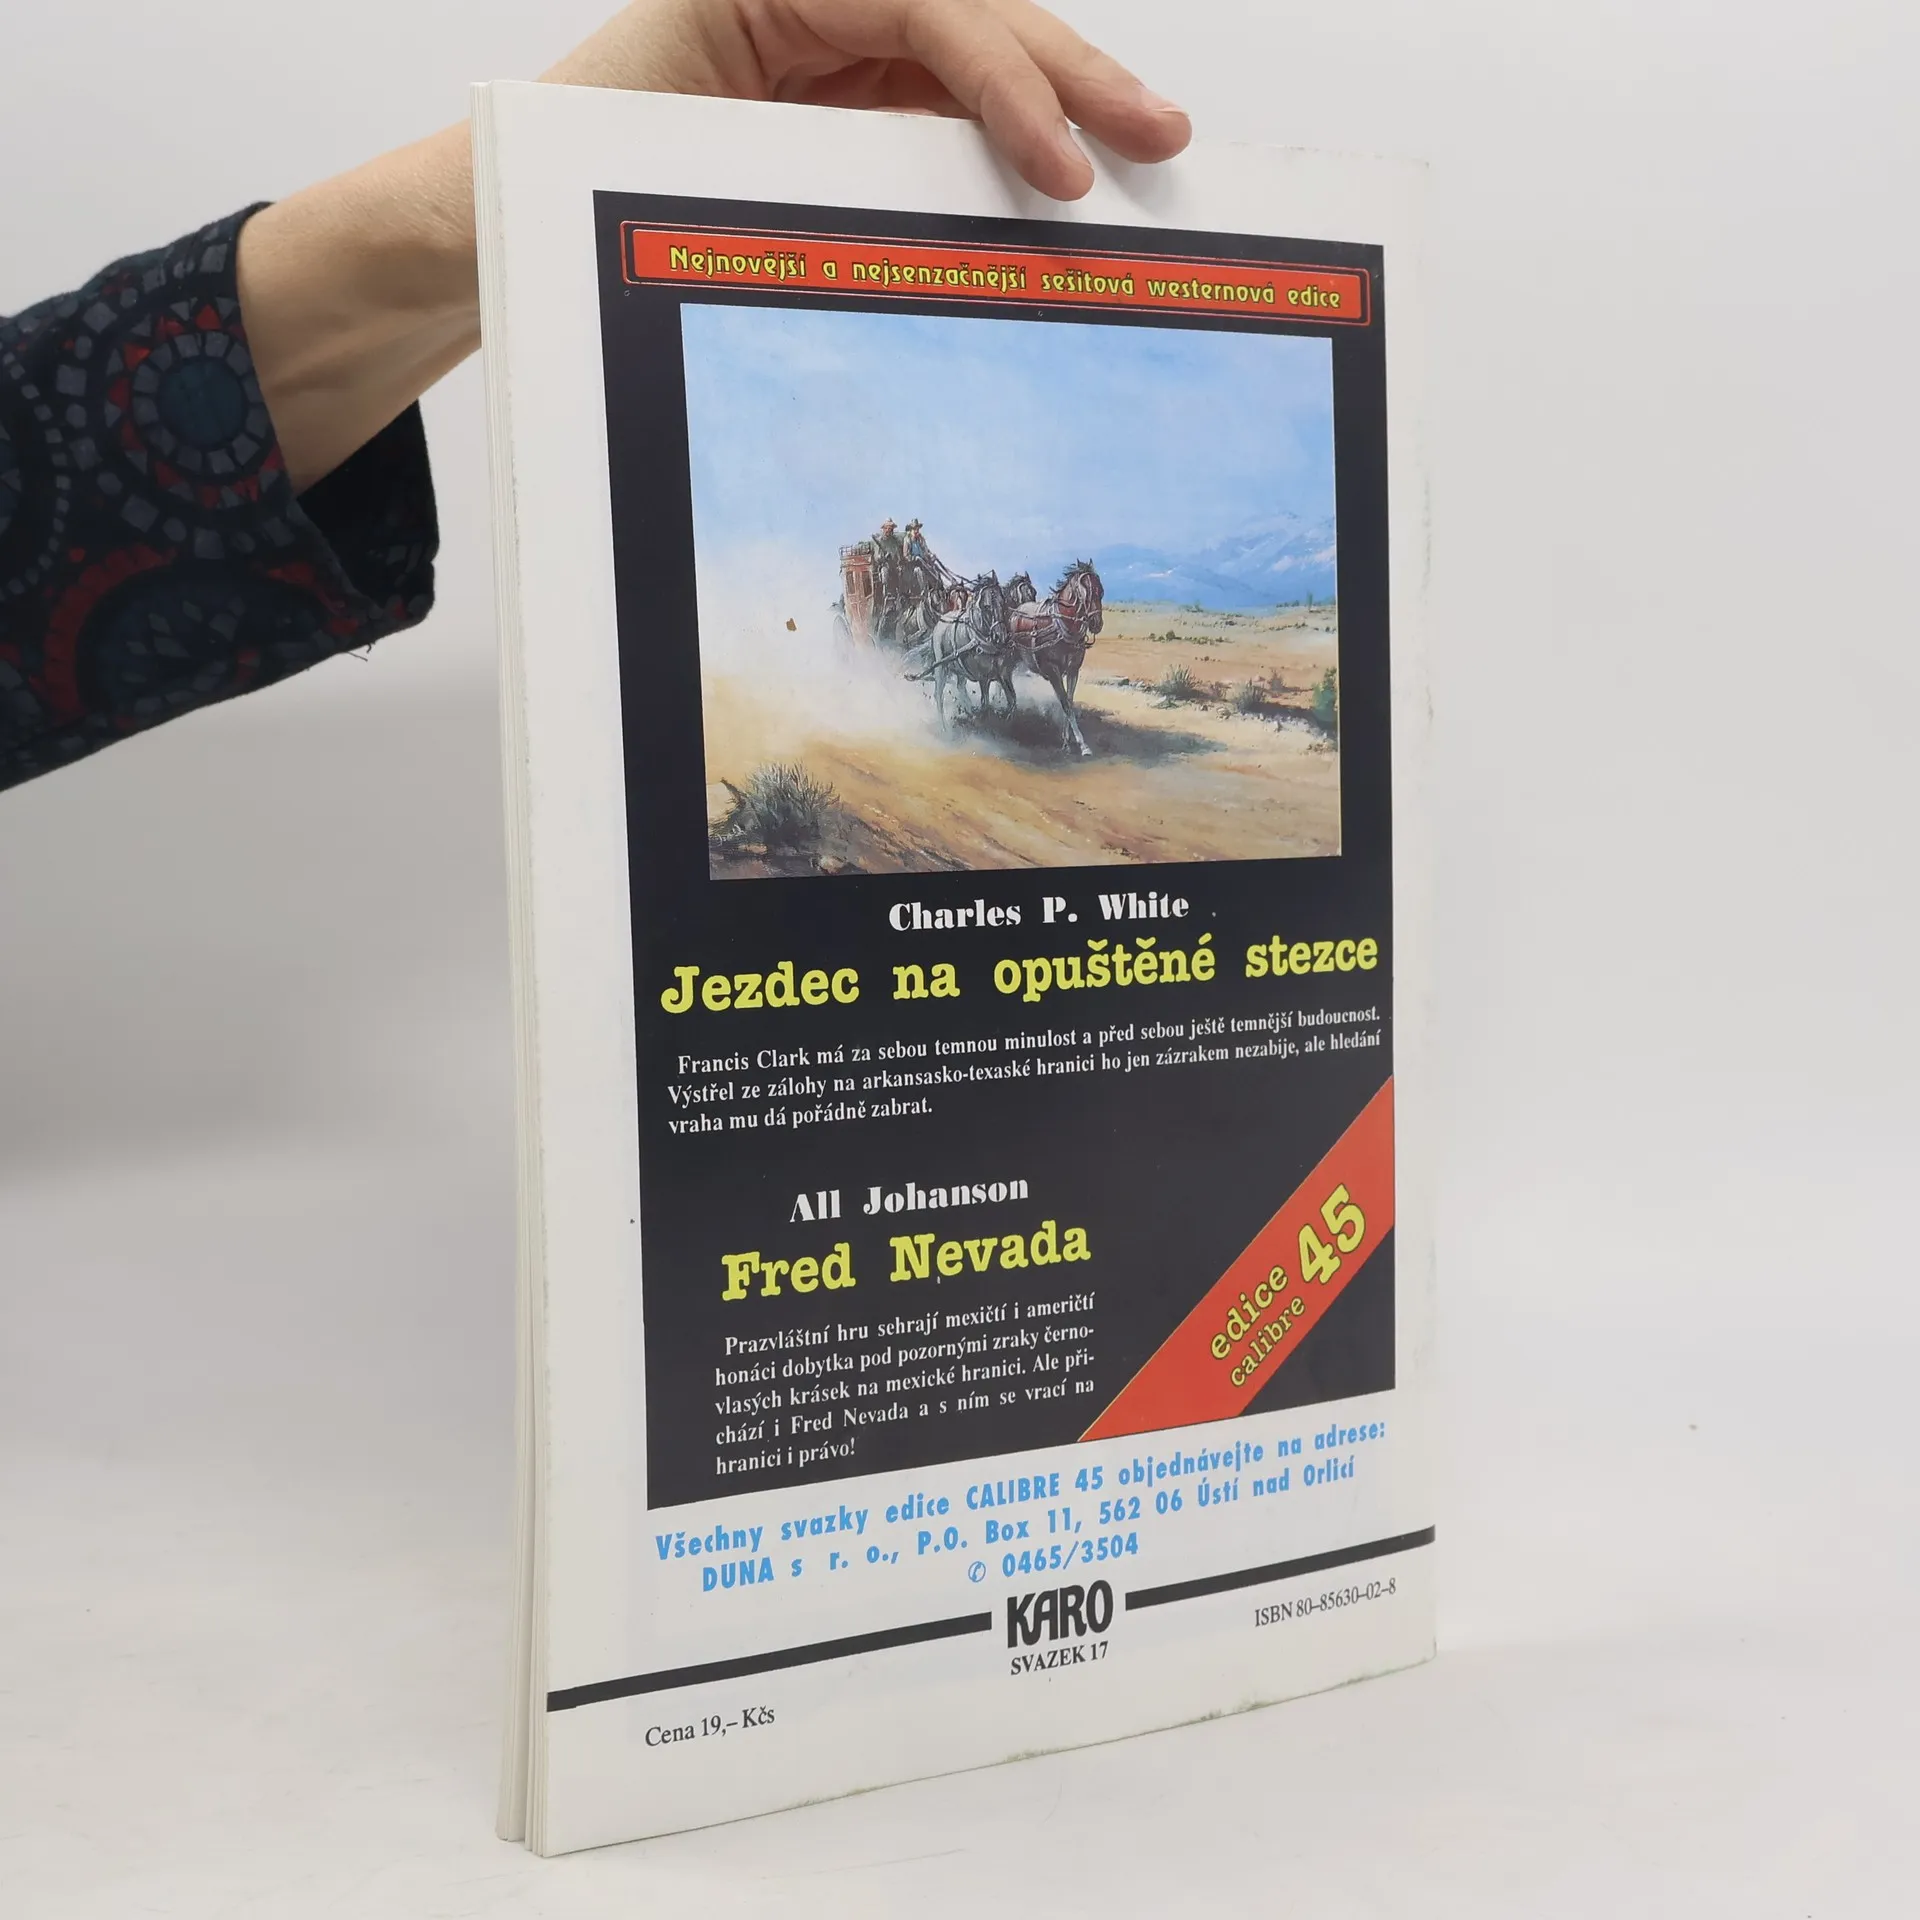 Nejnovější a nejsenzačnější sešitová westernová edice
Charles P. White
Jezdec na opuštěné stezce
Francis Clark má za sebou temnou minulost a před sebou ještě temnější budoucnost.
Výstřel ze zálohy na arkansasko-texaské hranici ho jen zázrakem nezabije, ale hledání
vraha mu dá pořádně zabrat.
All Johanson
Fred Nevada
Prazvláštní hru sehrají mexičtí i američtí
honáci dobytka pod pozornými zraky černo-
vlasých krásek na mexické hranici. Ale při-
chází i Fred Nevada a s ním se vrací na
hranici i právo!
edice
calibre 45
Všechny svazky edice CALIBRE 45 objednávejte na adrese:
DUNA s r. o., P.O. Box 11, 562 06 Ústí nad Orlicí
✆ 0465/3504
KARO
SVAZEK 17
ISBN 80-85630-02-8
Cena 19,– Kčs